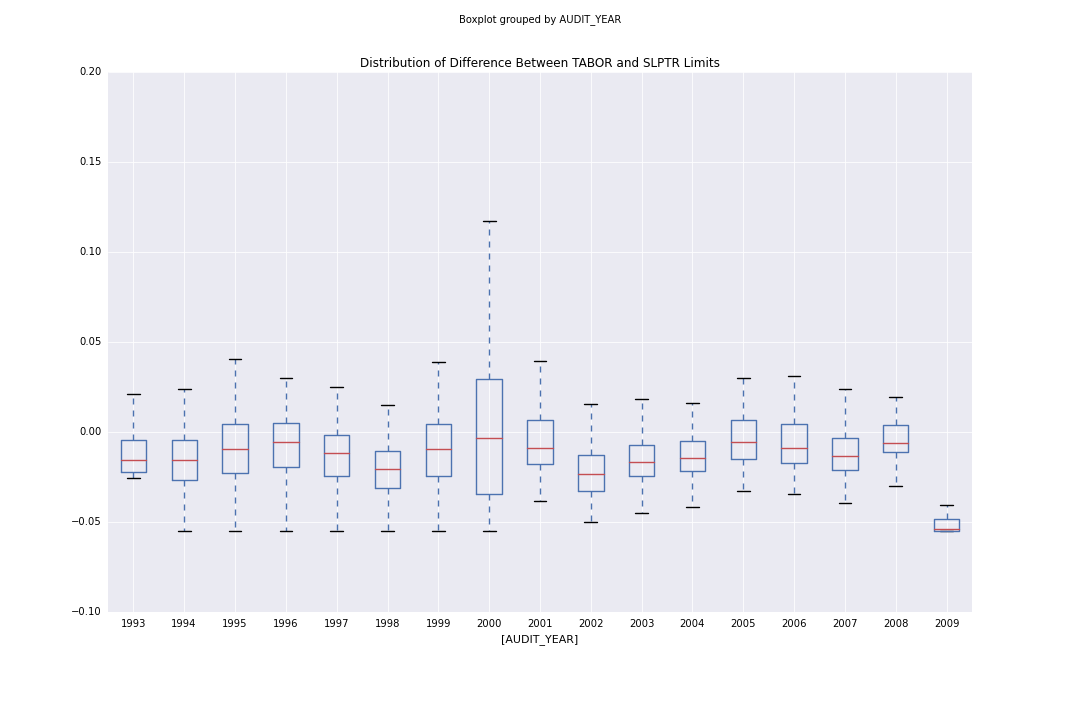 Boxplot grouped by AUDIT_YEAR
Distribution of Difference Between TABOR and SLPTR Limits
0.20
0.15
0.10
0.05
0.00
−0.05
−0.10
1993 1994 1995 1996 1997 1998 1999 2000 2001 2002 2003 2004 2005 2006 2007 2008 2009
[AUDIT_YEAR]